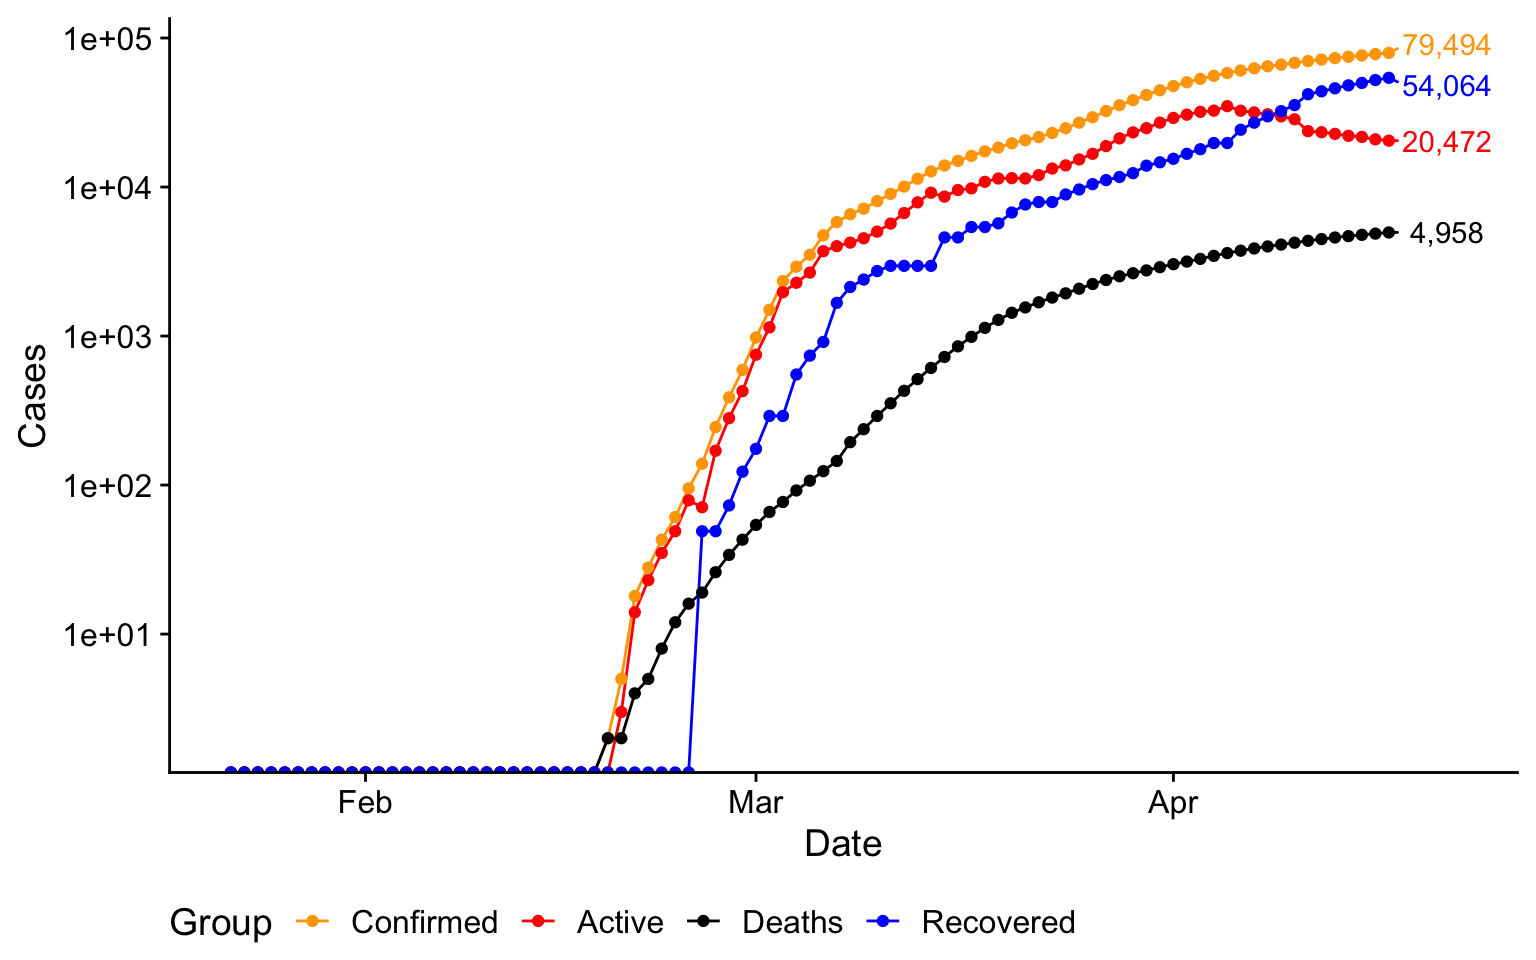 1e+05
1e+04
1e+03
1e+02
1e+01
Cases
79,494
54,064
20,472
4,958
Feb Mar Apr
Date
Group Confirmed Active Deaths Recovered